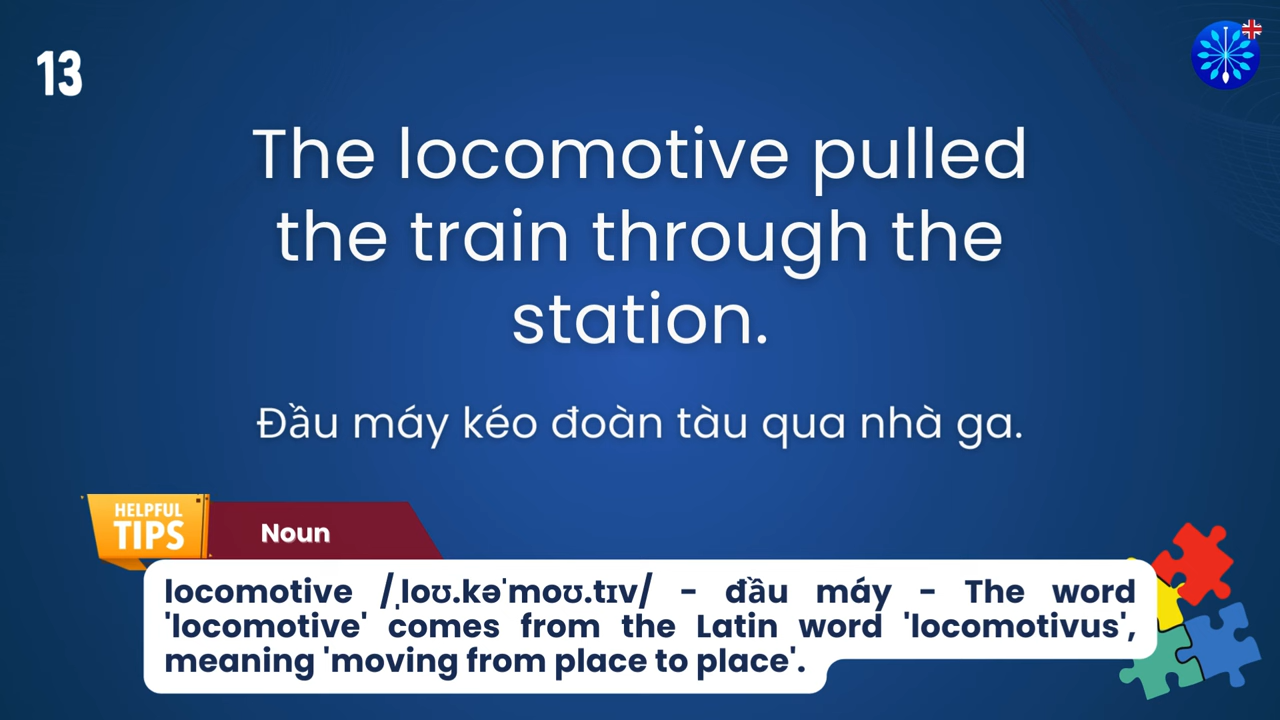 13
The locomotive pulled
the train through the
station.
Đầu máy kéo đoàn tàu qua nhà ga.
HELPFUL
TIPS
Noun
locomotive /ˌloʊ.kəˈmoʊ.tɪv/ - đầu máy - The word
'locomotive' comes from the Latin word 'locomotivus',
meaning 'moving from place to place'.